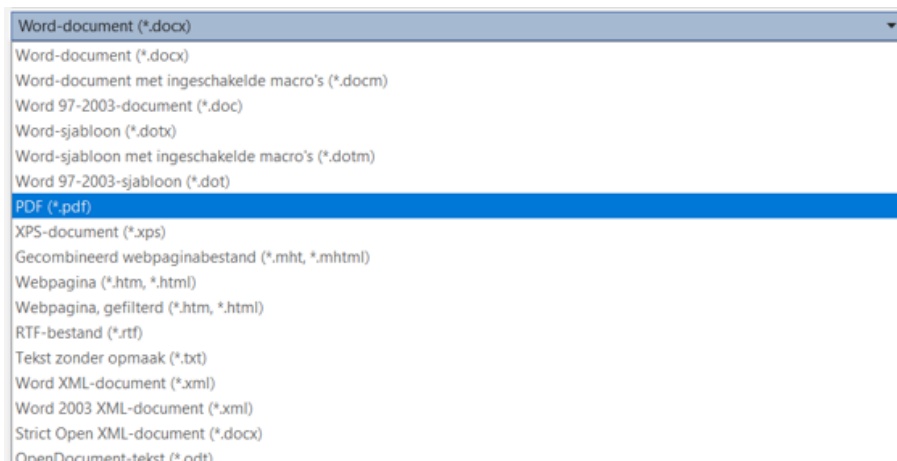 Word-document (*.docx)
Word-document (*.docx)
Word-document met ingeschakelde macro's (*.docm)
Word 97-2003-document (*.doc)
Word-sjabloon (*.dotx)
Word-sjabloon met ingeschakelde macro's (*.dotm)
Word 97-2003-sjabloon (*.dot)
PDF (*.pdf)
XPS-document (*.xps)
Gecombineerd webpaginabestand (*.mht, *.mhtml)
Webpagina (*.htm, *.html)
Webpagina, gefilterd (*.htm, *.html)
RTF-bestand (*.rtf)
Tekst zonder opmaak (*.txt)
Word XML-document (*.xml)
Word 2003 XML-document (*.xml)
Strict Open XML-document (*.docx)
OpenDocument-tekst (*.odt)